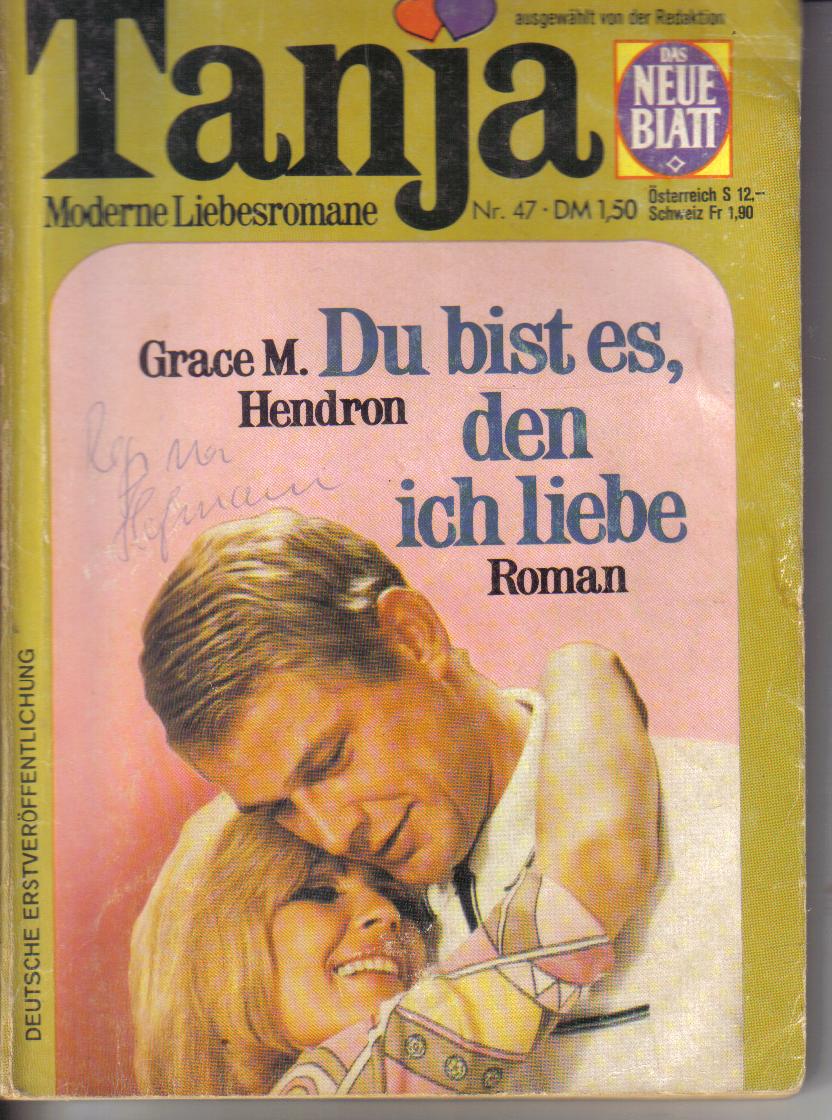 Tanja
ausgewählt von der Redaktion
DAS
NEUE
BLATT
Moderne Liebesromane
Nr. 47 · DM 1,50
Österreich S 12,--
Schweiz Fr 1,90
Grace M.
Hendron
Du bist es,
den
ich liebe
Roman
DEUTSCHE ERSTVERÖFFENTLICHUNG